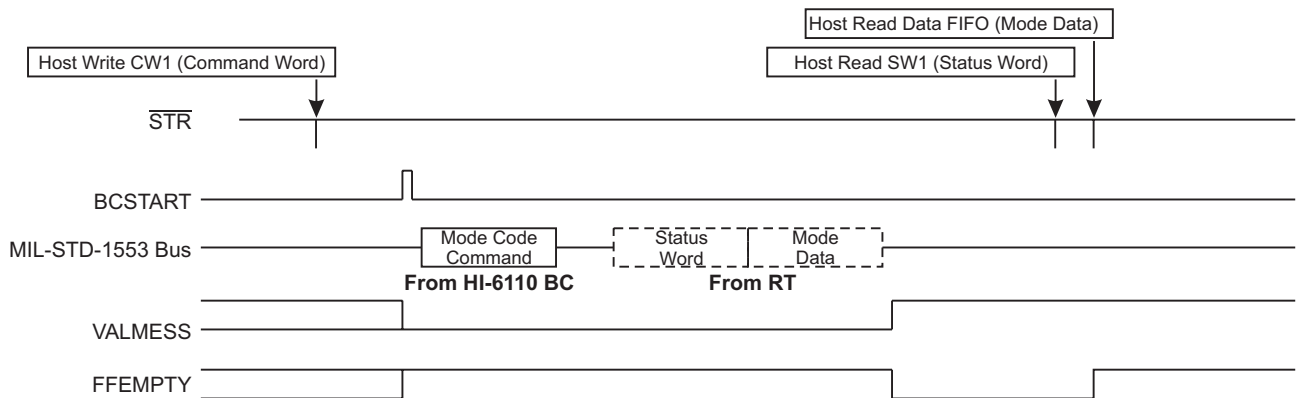 Host Read Data FIFO (Mode Data)
Host Write CW1 (Command Word)
Host Read SW1 (Status Word)
STR
BCSTART
MIL-STD-1553 Bus
Mode Code
Command
Status
Word
Mode
Data
From HI-6110 BC
From RT
VALMESS
FFEMPTY